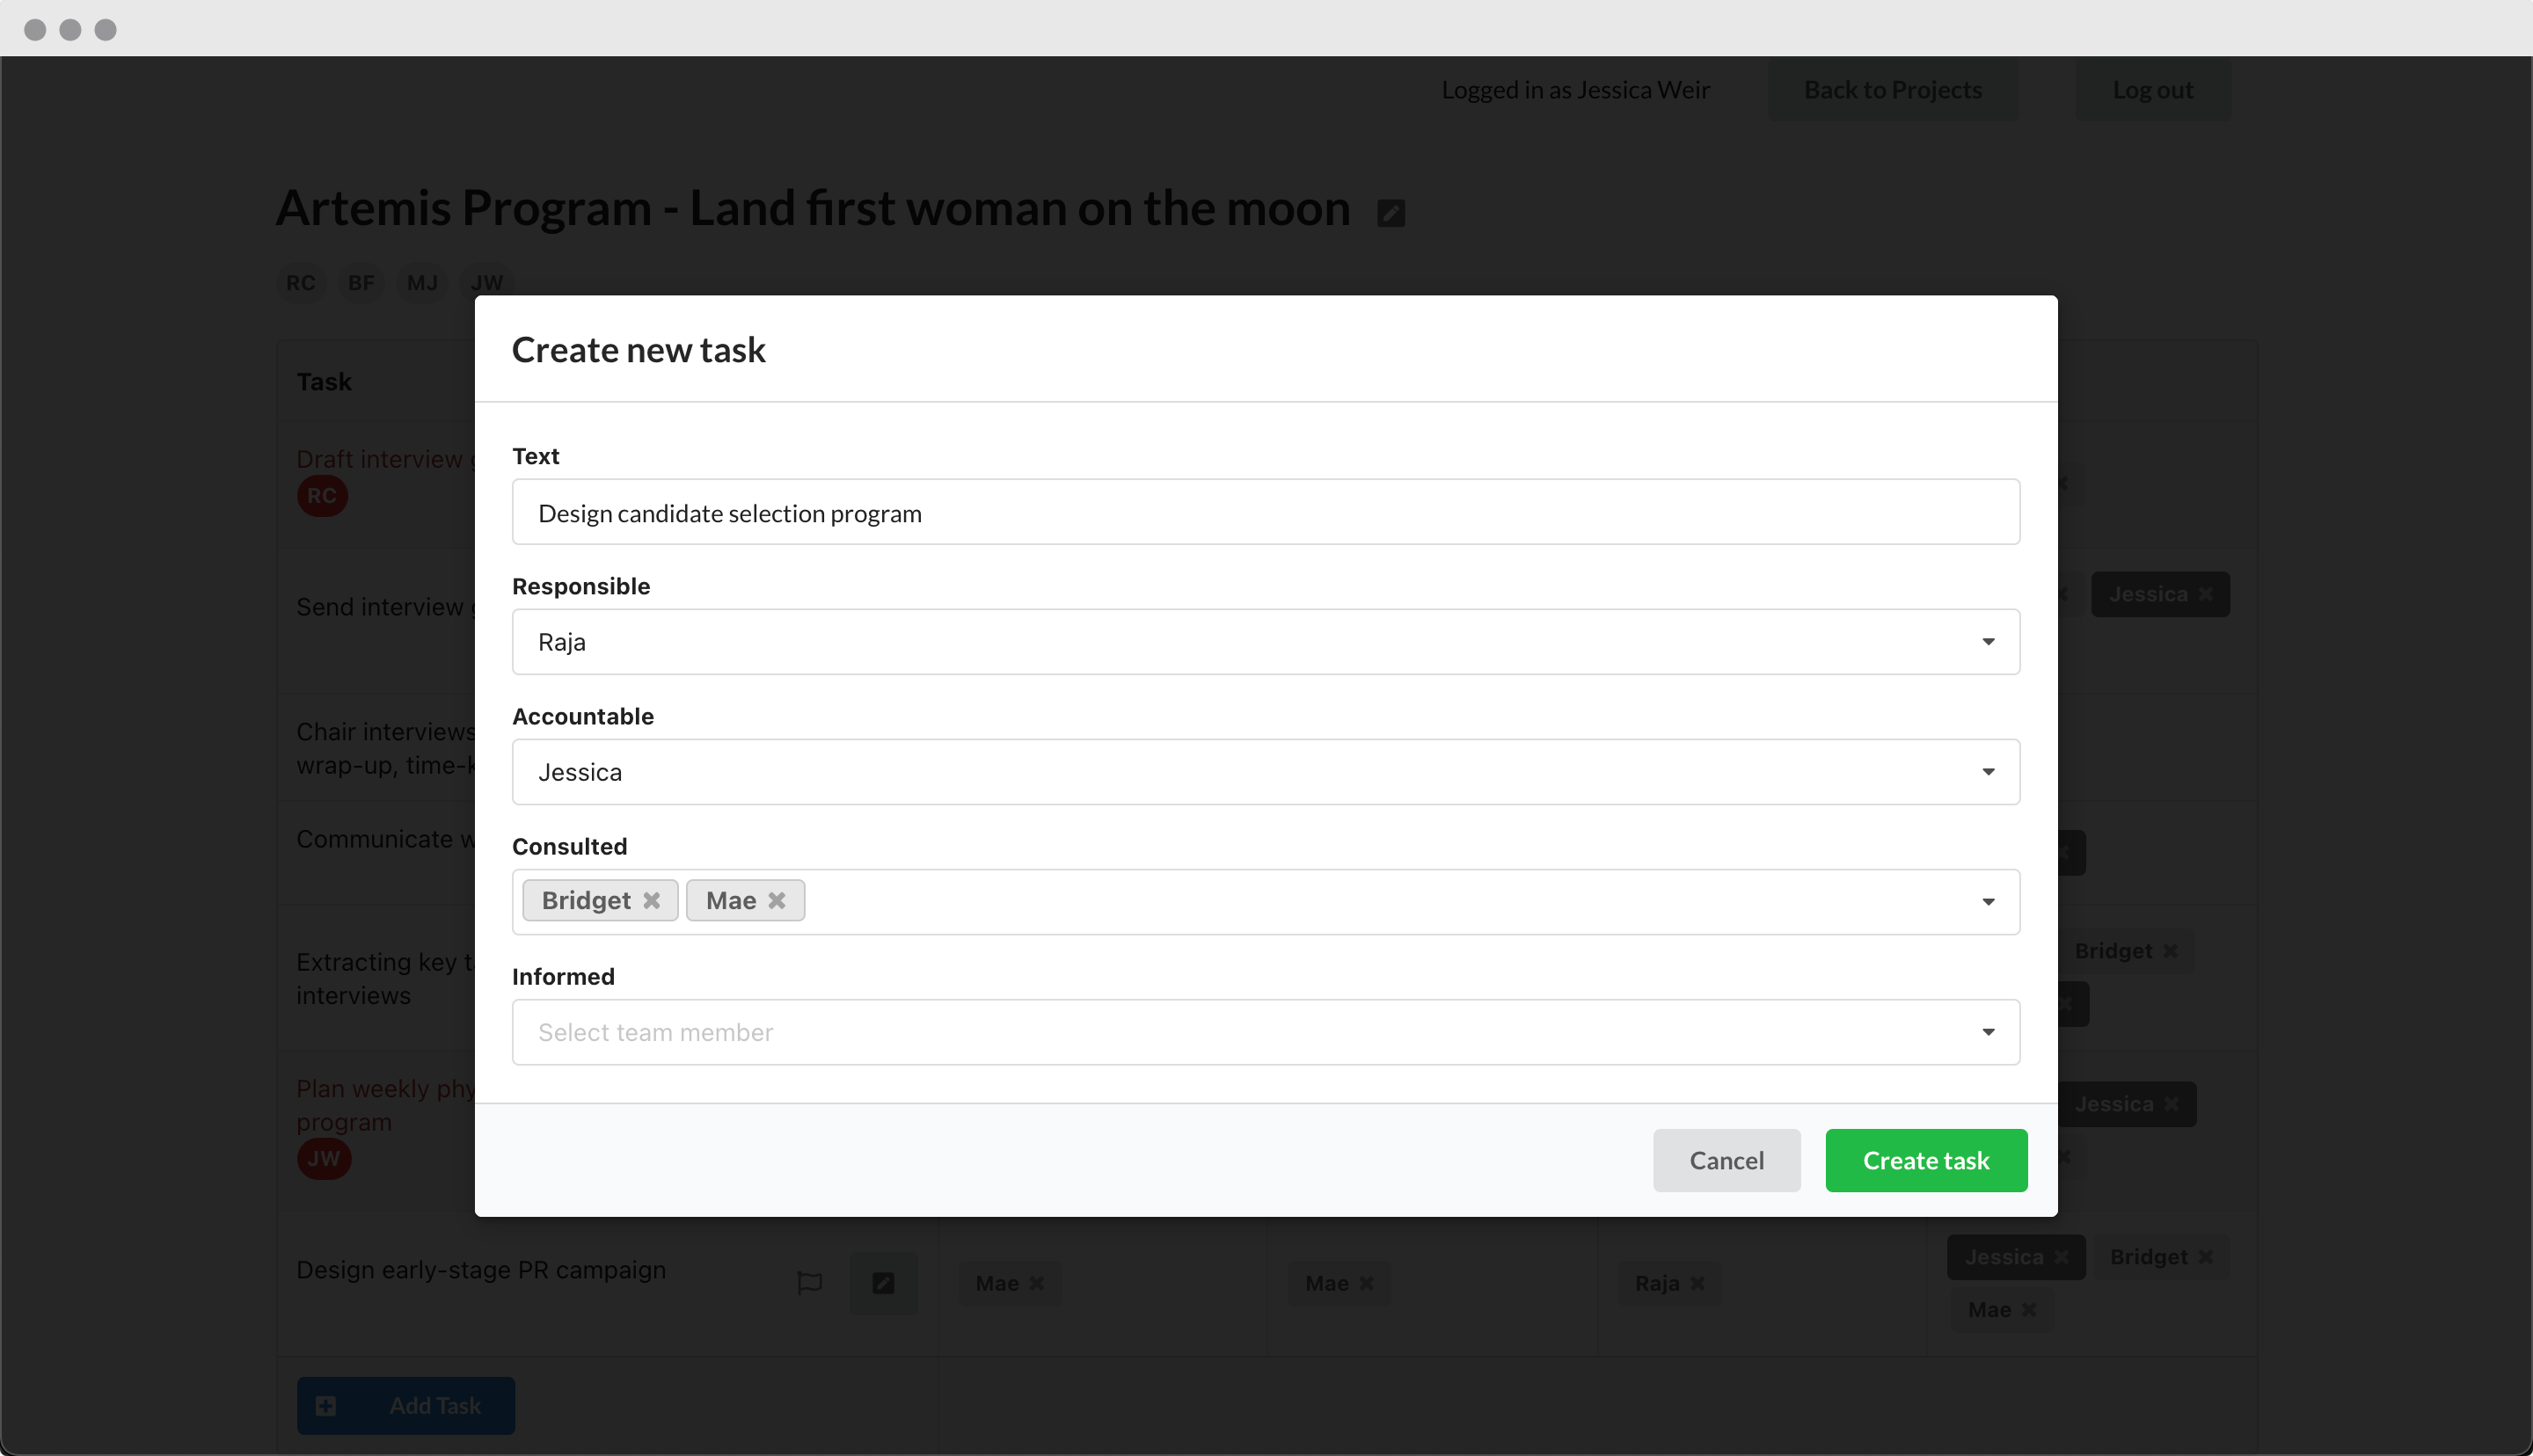 Logged in as Jessica Weir
Back to Projects
Log out
Artemis Program - Land first woman on the moon
RC BF MJ JW
Create new task
Text
Design candidate selection program
Responsible
Raja
Accountable
Jessica
Consulted
Bridget Mae
Informed
Select team member
Cancel
Create task
Task
Draft interview
RC
Send interview
Jessica
Chair interviews
wrap-up,
Communicate
Extracting key
interviews
Bridget
Plan weekly
program
JW
Jessica
Design early-stage PR campaign
Mae
Mae
Raja
Jessica Bridget
Mae
Add Task